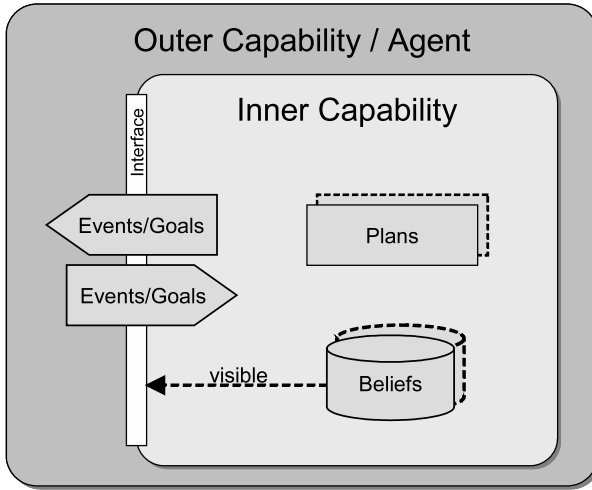 Outer Capability / Agent
Inner Capability
Interface
Events/Goals
Plans
Events/Goals
visible
Beliefs